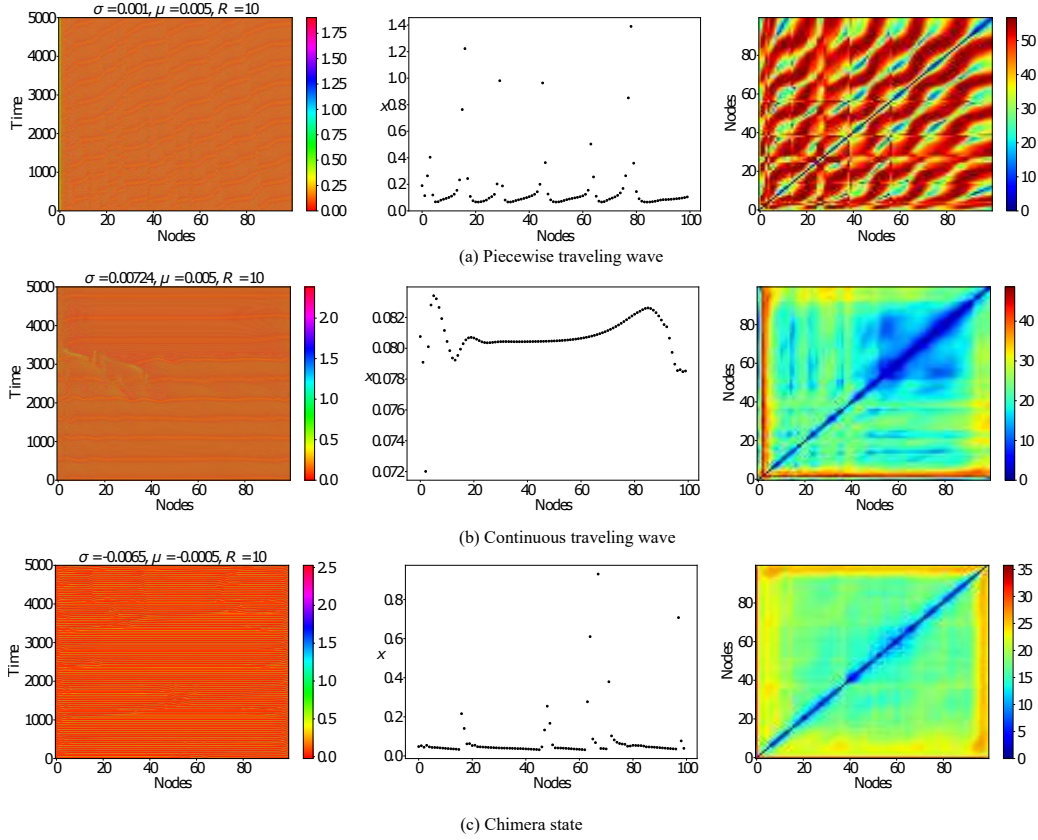 σ=0.001, μ=0.005, R=10
5000
4000
3000
2000
1000
0
Time
0 20 40 60 80
Nodes
1.75
1.50
1.25
1.00
0.75
0.50
0.25
0.00
1.4
1.2
1.0
0.8
0.6
0.4
0.2
0.0
x
0 20 40 60 80 100
Nodes
80
60
40
20
0
Nodes
0 20 40 60 80
Nodes
50
40
30
20
10
0
(a) Piecewise traveling wave
σ=0.00724, μ=0.005, R=10
5000
4000
3000
2000
1000
0
Time
0 20 40 60 80
Nodes
2.0
1.5
1.0
0.5
0.0
0.082
0.080
0.078
0.076
0.074
0.072
x
0 20 40 60 80 100
Nodes
80
60
40
20
0
Nodes
0 20 40 60 80
Nodes
40
30
20
10
0
(b) Continuous traveling wave
σ=-0.0065, μ=-0.0005, R=10
5000
4000
3000
2000
1000
0
Time
0 20 40 60 80
Nodes
2.5
2.0
1.5
1.0
0.5
0.0
0.8
0.6
0.4
0.2
0.0
x
0 20 40 60 80 100
Nodes
80
60
40
20
0
Nodes
0 20 40 60 80
Nodes
35
30
25
20
15
10
5
0
(c) Chimera state